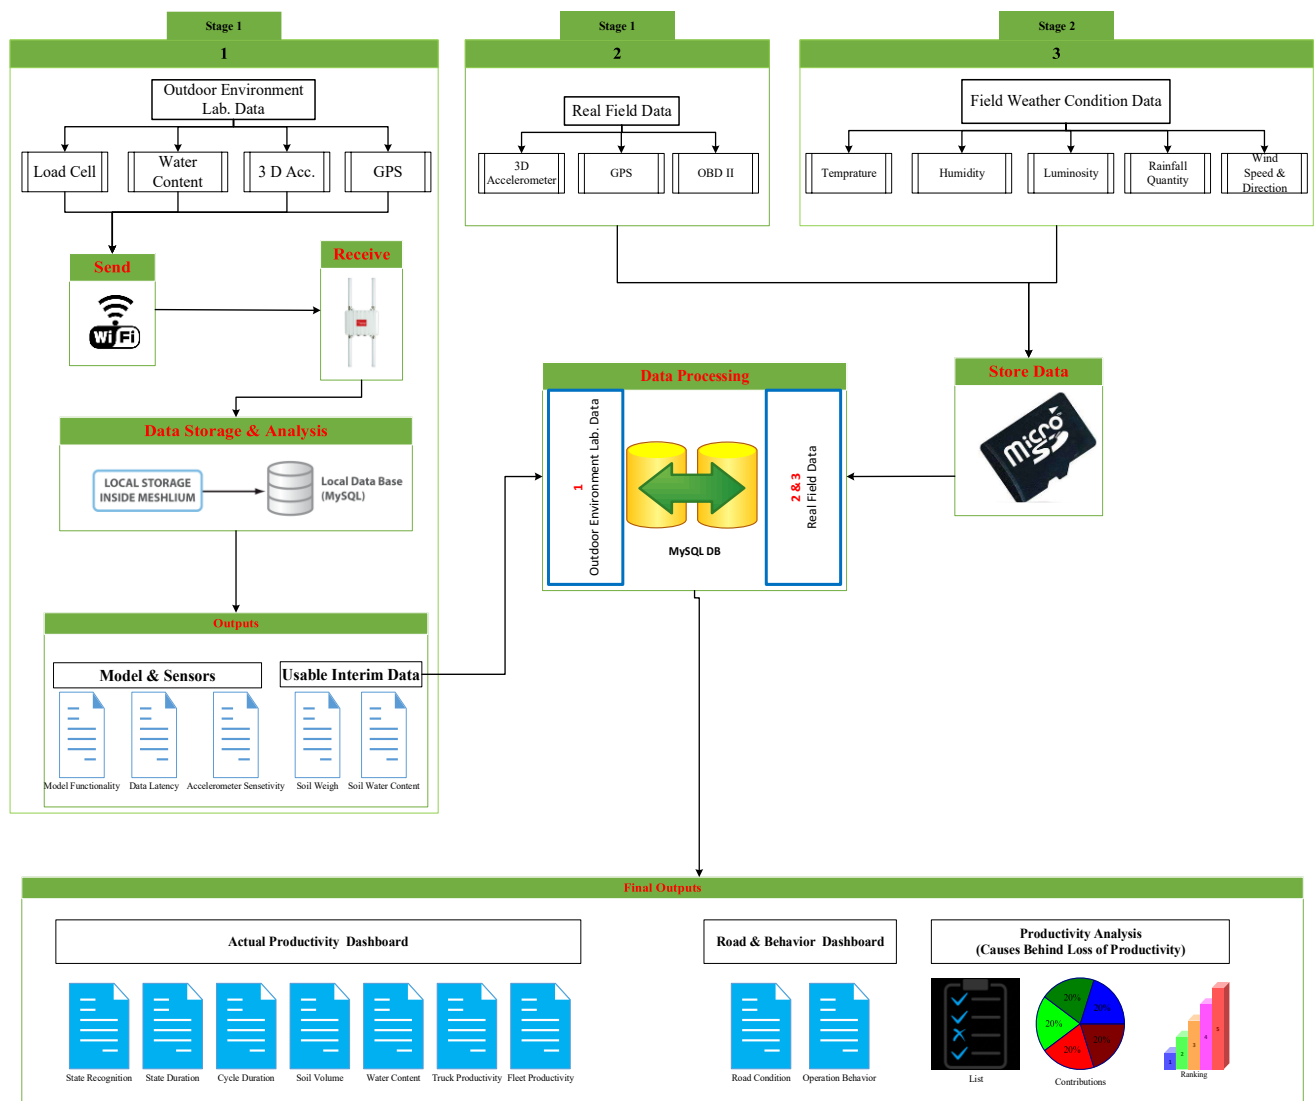 Stage 1
1
Outdoor Environment
Lab. Data
Load Cell
Water
Content
3 D Acc.
GPS
Send
WiFi
Receive
Data Storage & Analysis
LOCAL STORAGE
INSIDE MESHLIUM
Local Data Base
(MySQL)
Outputs
Model & Sensors
Usable Interim Data
Model Functionality
Data Latency
Accelerometer Sensetivity
Soil Weigh
Soil Water Content
Stage 1
2
Real Field Data
3D
Accelerometer
GPS
OBD II
Stage 2
3
Field Weather Condition Data
Temprature
Humidity
Luminosity
Rainfall
Quantity
Wind
Speed &
Direction
Store Data
Micro
SD
Data Processing
1
Outdoor Environment Lab. Data
MySQL DB
2 & 3
Real Field Data
Final Outputs
Actual Productivity Dashboard
State Recognition
State Duration
Cycle Duration
Soil Volume
Water Content
Truck Productivity
Fleet Productivity
Road & Behavior Dashboard
Road Condition
Operation Behavior
Productivity Analysis
(Causes Behind Loss of Productivity)
List
20%
20%
20%
20%
20%
Contributions
1
2
3
4
5
Ranking